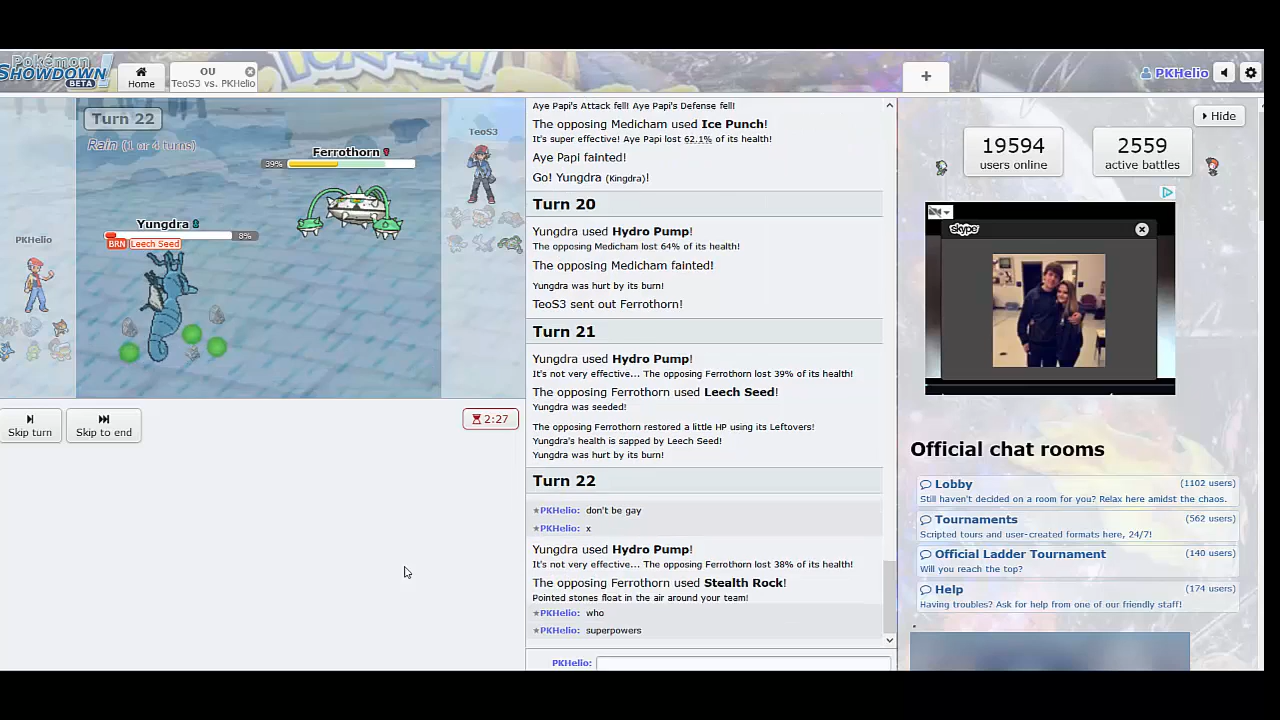 Pokémon
SHOWDOWN!
BETA
Home
OU
TeoS3 vs. PKHelio
+
PKHelio
Turn 22
Rain (1 or 4 turns)
Ferrothorn
39%
TeoS3
Yungdra
8%
BRN Leech Seed
PKHelio
Skip turn
Skip to end
2:27
Aye Papi's Attack fell! Aye Papi's Defense fell!
The opposing Medicham used Ice Punch!
It's super effective! Aye Papi lost 62.1% of its health!
Aye Papi fainted!
Go! Yungdra (Kingdra)!
Turn 20
Yungdra used Hydro Pump!
The opposing Medicham lost 64% of its health!
The opposing Medicham fainted!
Yungdra was hurt by its burn!
TeoS3 sent out Ferrothorn!
Turn 21
Yungdra used Hydro Pump!
It's not very effective... The opposing Ferrothorn lost 39% of its health!
The opposing Ferrothorn used Leech Seed!
Yungdra was seeded!
The opposing Ferrothorn restored a little HP using its Leftovers!
Yungdra's health is sapped by Leech Seed!
Yungdra was hurt by its burn!
Turn 22
★PKHelio: don't be gay
★PKHelio: x
Yungdra used Hydro Pump!
It's not very effective... The opposing Ferrothorn lost 38% of its health!
The opposing Ferrothorn used Stealth Rock!
Pointed stones float in the air around your team!
★PKHelio: who
★PKHelio: superpowers
PKHelio:
Hide
19594
users online
2559
active battles
skype
Official chat rooms
Lobby (1102 users)
Still haven't decided on a room for you? Relax here amidst the chaos.
Tournaments (562 users)
Scripted tours and user-created formats here, 24/7!
Official Ladder Tournament (140 users)
Will you reach the top?
Help (174 users)
Having troubles? Ask for help from one of our friendly staff!